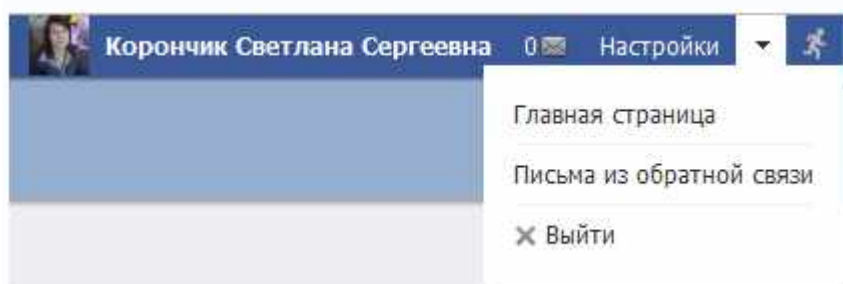 Корончик Светлана Сергеевна 0 Настройки
Главная страница
Письма из обратной связи
Выйти